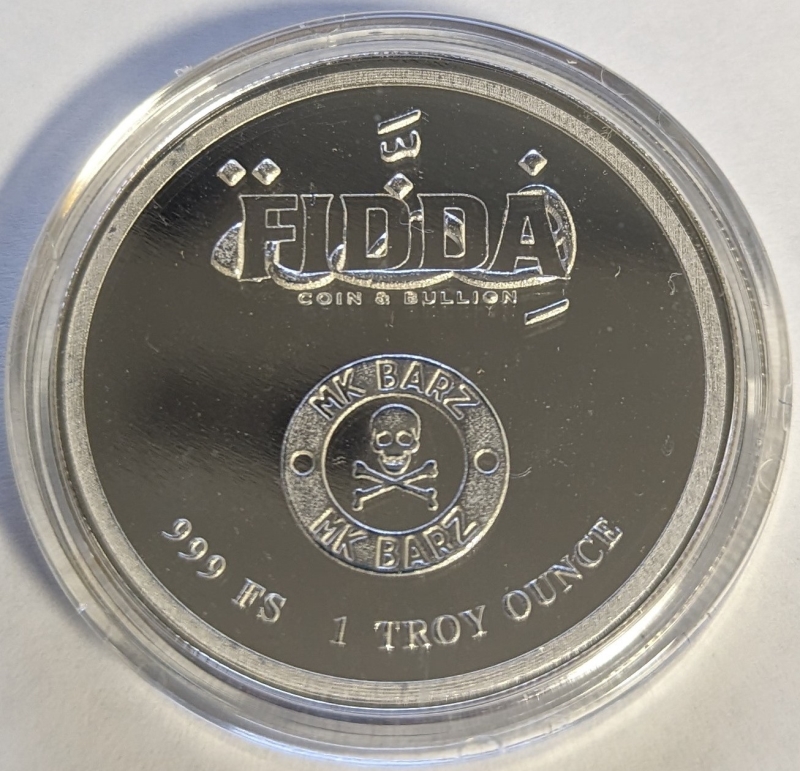 FIDDA
COIN & BULLION
MK BARZ
MK BARZ
999 FS 1 TROY OUNCE